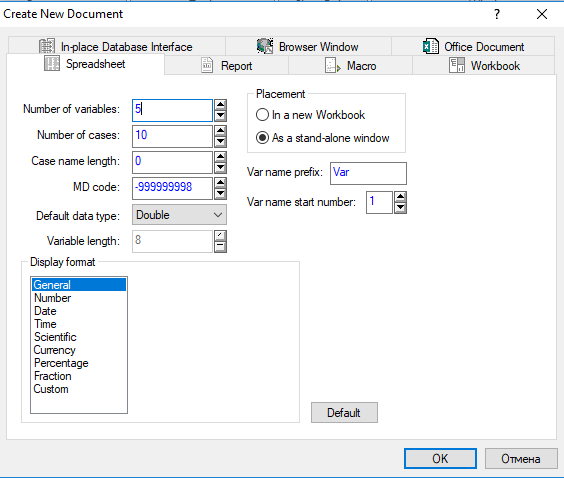 Create New Document
?
In-place Database Interface
Browser Window
Office Document
Spreadsheet
Report
Macro
Workbook
Number of variables: 5
Number of cases: 10
Case name length: 0
MD code: -999999998
Default data type: Double
Variable length: 8
Placement
In a new Workbook
As a stand-alone window
Var name prefix: Var
Var name start number: 1
Display format
General
Number
Date
Time
Scientific
Currency
Percentage
Fraction
Custom
Default
OK
Отмена